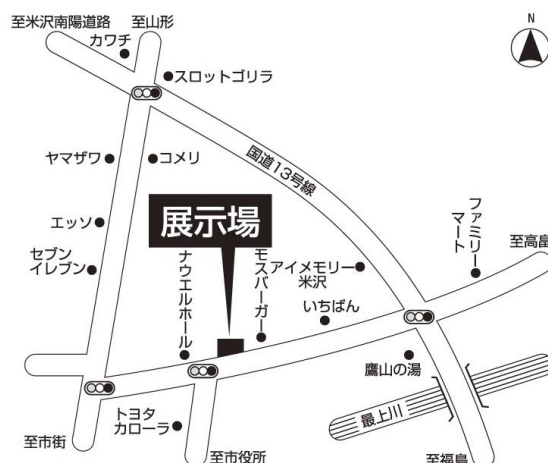 至米沢南陽道路
至山形
カワチ
N
スロットゴリラ
ヤマザワ
コメリ
国道13号線
展示場
エッソ
セブン
イレブン
ナウエルホール
モスバーガー
アイメモリー
米沢
いちばん
ファミリー
マート
至高畠
鷹山の湯
トヨタ
カローラ
最上川
至市街
至市役所
至福島